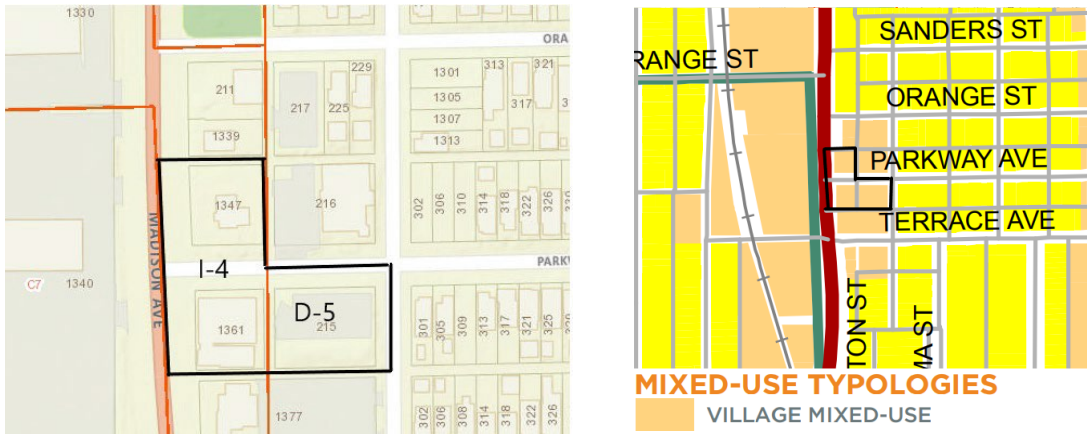 1330
ORA
229
211
217
225
1301
1305
1307
1313
313
321
317
1339
1347
216
302
306
310
314
318
322
326
MADISON AVE
I-4
PARKW
C7
1340
1361
D-5
215
301
305
309
313
317
321
325
1377
302
306
308
314
318
322
326
SANDERS ST
RANGE ST
ORANGE ST
PARKWAY AVE
TERRACE AVE
TON ST
MA ST
MIXED-USE TYPOLOGIES
VILLAGE MIXED-USE